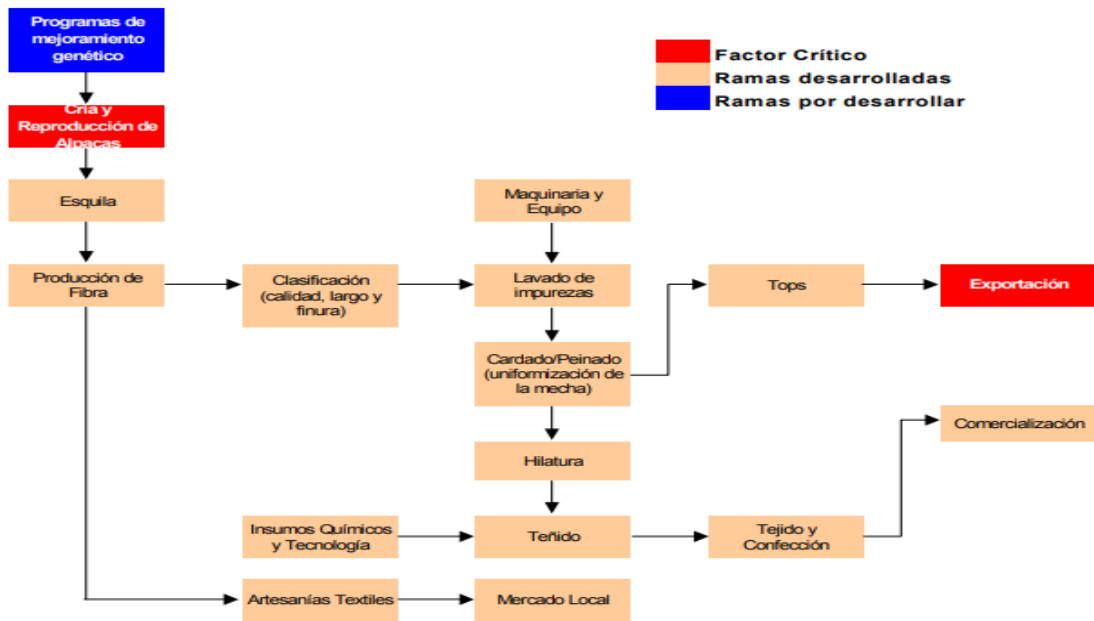 Programas de
mejoramiento
genético
Factor Crítico
Ramas desarrolladas
Ramas por desarrollar
Cría y
Reproducción de
Alpacas
Esquila
Maquinaria y
Equipo
Producción de
Fibra
Clasificación
(calidad, largo y
finura)
Lavado de
impurezas
Tops
Exportación
Cardado/Peinado
(uniformización de
la mecha)
Comercialización
Hilatura
Insumos Químicos
y Tecnología
Teñido
Tejido y
Confección
Artesanías Textiles
Mercado Local